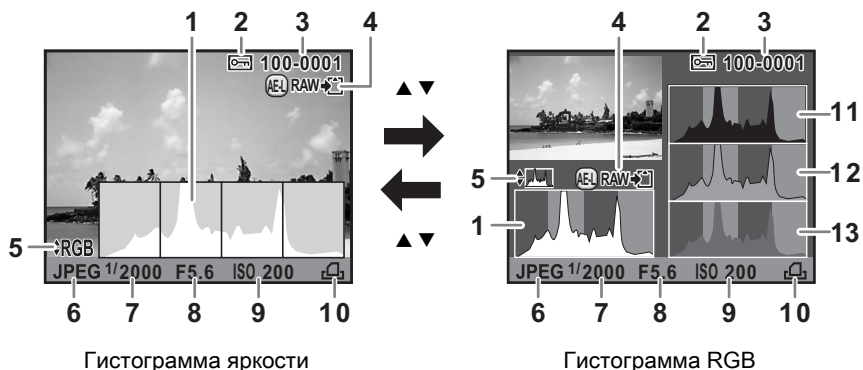 1 2 3 4
100-0001
AE-L RAW
5 RGB
JPEG 1/2000 F5.6 ISO 200
6 7 8 9 10
Гистограмма яркости
▲▼
▲▼
4 2 3
100-0001
11
5 AE-L RAW
12
1
13
JPEG 1/2000 F5.6 ISO 200
6 7 8 9 10
Гистограмма RGB